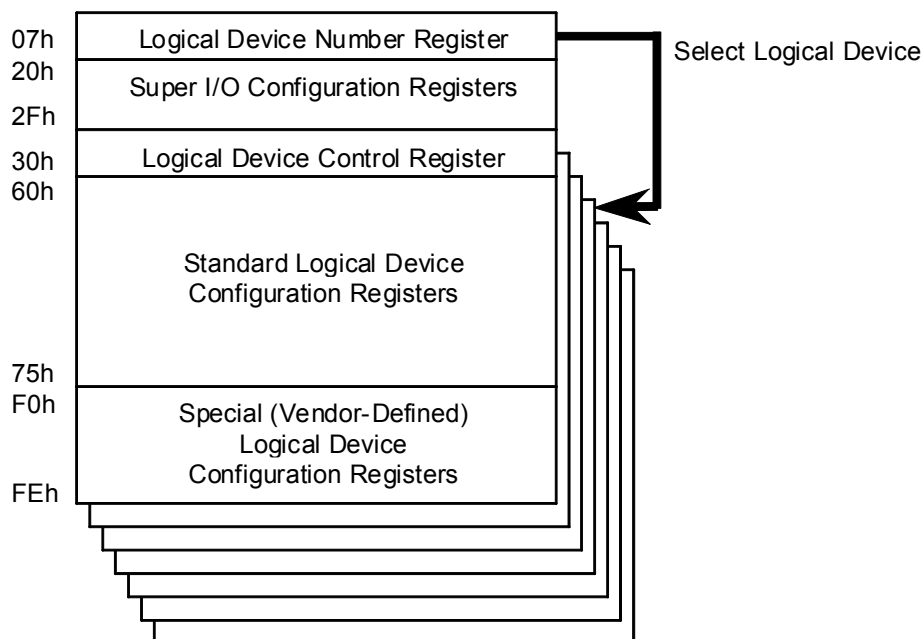 07h
Logical Device Number Register
Select Logical Device
20h
Super I/O Configuration Registers
2Fh
30h
Logical Device Control Register
60h
Standard Logical Device
Configuration Registers
75h
F0h
Special (Vendor-Defined)
Logical Device
Configuration Registers
FEh